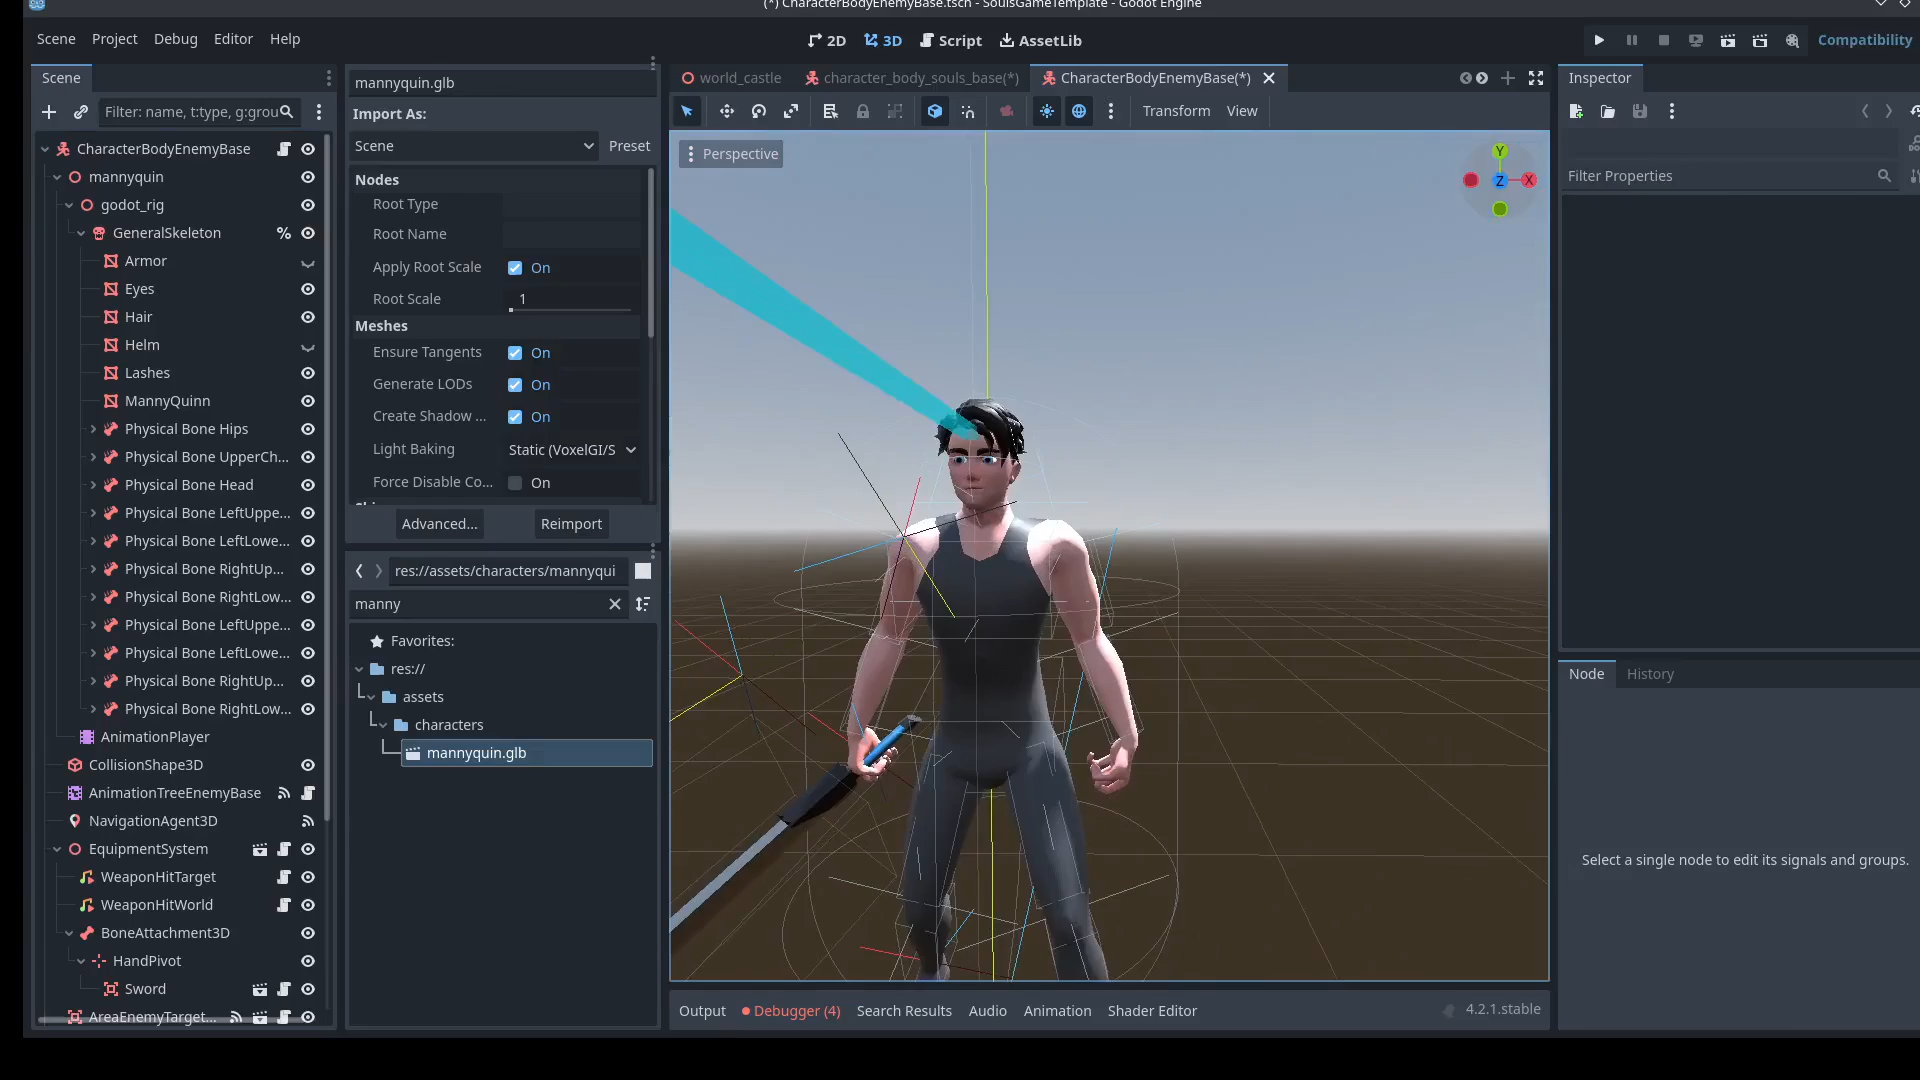 (*) CharacterBodyEnemyBase.tscn - SoulsGameTemplate - Godot Engine
Scene Project Debug Editor Help
2D 3D Script AssetLib
Compatibility
Scene
Filter: name, t:type, g:grou
CharacterBodyEnemyBase
mannyquin
godot_rig
GeneralSkeleton
%
Armor
Eyes
Hair
Helm
Lashes
MannyQuinn
Physical Bone Hips
Physical Bone UpperCh...
Physical Bone Head
Physical Bone LeftUppe...
Physical Bone LeftLowe...
Physical Bone RightUp...
Physical Bone RightLow...
Physical Bone LeftUppe...
Physical Bone LeftLowe...
Physical Bone RightUp...
Physical Bone RightLow...
AnimationPlayer
CollisionShape3D
AnimationTreeEnemyBase
NavigationAgent3D
EquipmentSystem
WeaponHitTarget
WeaponHitWorld
BoneAttachment3D
HandPivot
Sword
AreaEnemyTarget...
mannyquin.glb
Import As:
Scene Preset
Nodes
Root Type
Root Name
Apply Root Scale On
Root Scale 1
Meshes
Ensure Tangents On
Generate LODs On
Create Shadow ... On
Light Baking Static (VoxelGI/S
Force Disable Co... On
Advanced... Reimport
res://assets/characters/mannyqui
manny
Favorites:
res://
assets
characters
mannyquin.glb
world_castle character_body_souls_base(*) CharacterBodyEnemyBase(*)
Transform View
Perspective
Y
Z X
Output Debugger (4) Search Results Audio Animation Shader Editor 4.2.1.stable
Inspector
Filter Properties
Node History
Select a single node to edit its signals and groups.